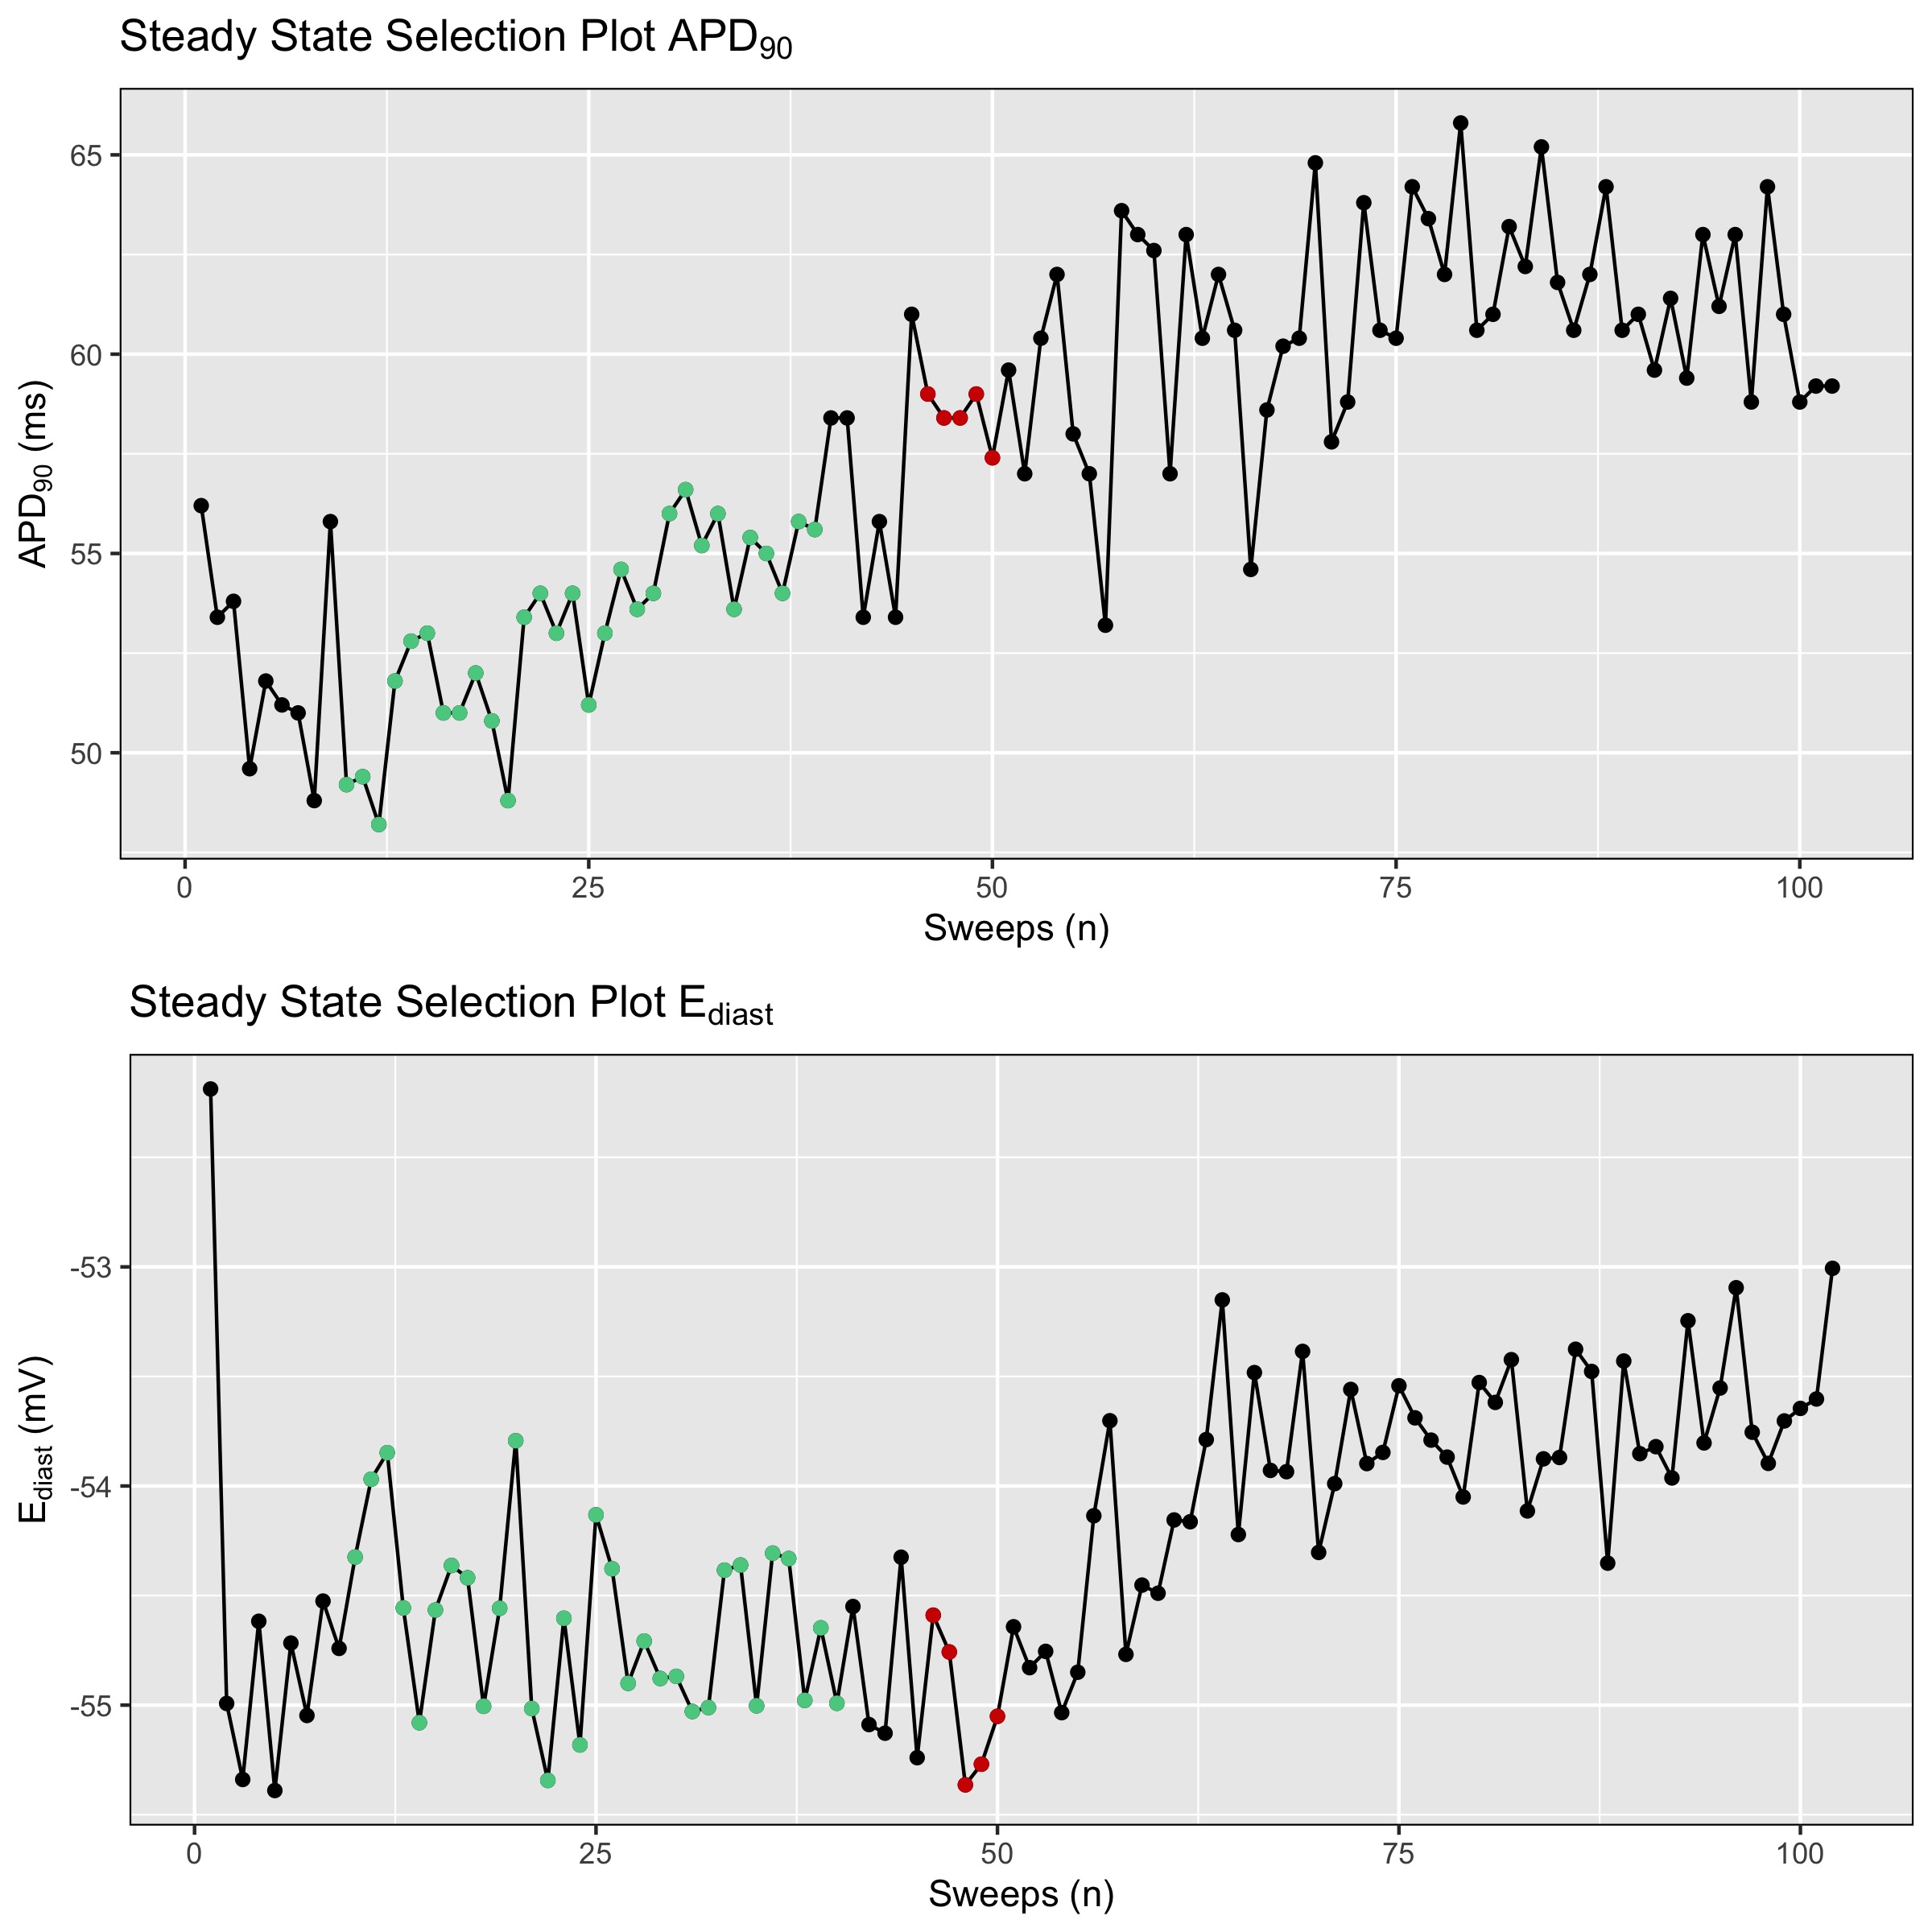 Steady State Selection Plot APD90
65
60
55
50
APD90 (ms)
0 25 50 75 100
Sweeps (n)
Steady State Selection Plot Ediast
-53
-54
-55
Ediast (mV)
0 25 50 75 100
Sweeps (n)